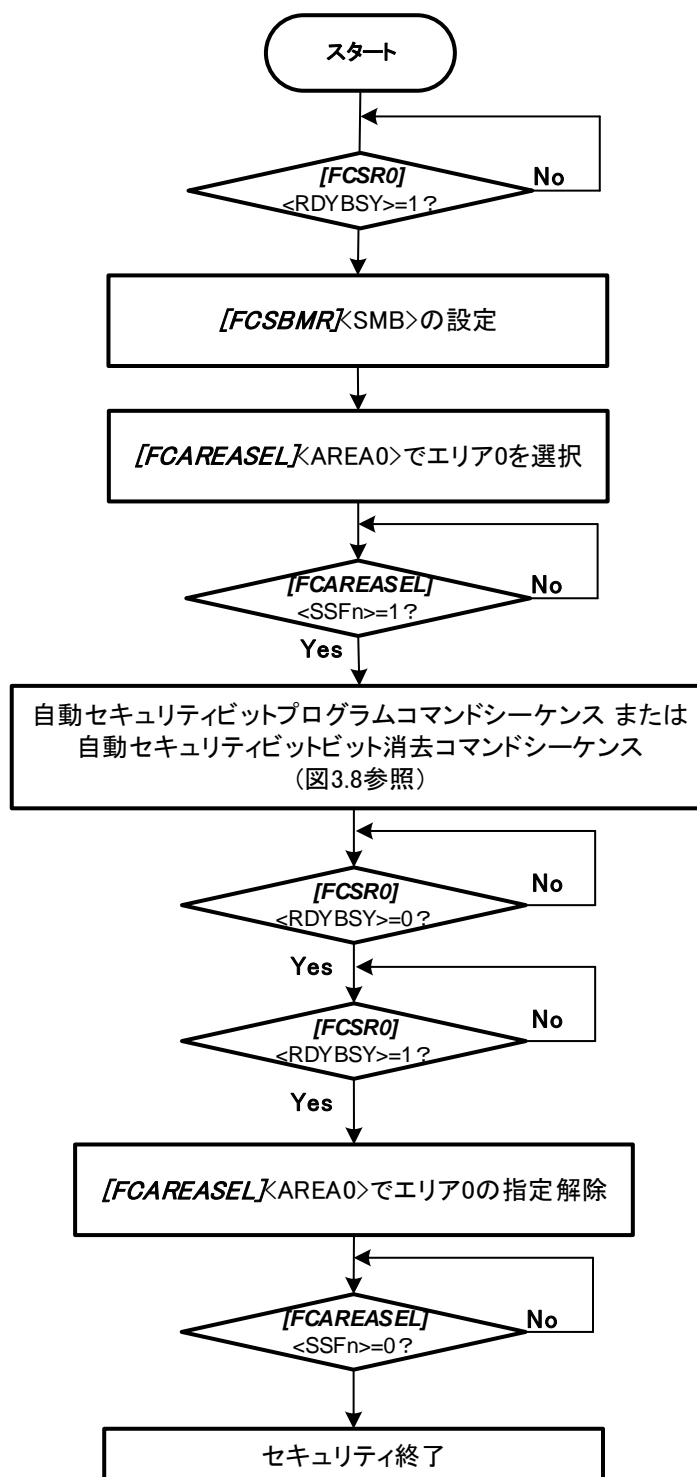 スタート
[FCSR0]
<RDYBSY>=1?
No
[FCSBMR]<SMB>の設定
[FCAREASEL]<AREA0>でエリア0を選択
[FCAREASEL]
<SSFn>=1?
No
Yes
自動セキュリティビットプログラムコマンドシーケンス または
自動セキュリティビットビット消去コマンドシーケンス
(図3.8参照)
[FCSR0]
<RDYBSY>=0?
No
Yes
[FCSR0]
<RDYBSY>=1?
No
Yes
[FCAREASEL]<AREA0>でエリア0の指定解除
[FCAREASEL]
<SSFn>=0?
No
セキュリティ終了